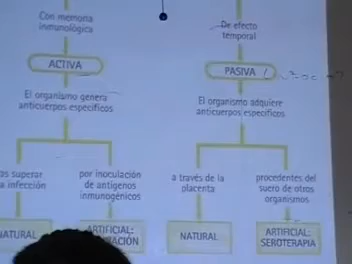 Con memoria
inmunológica
De efecto
temporal
ACTIVA
PASIVA
El organismo genera
anticuerpos específicos
El organismo adquiere
anticuerpos específicos
superar
infección
por inoculación
de antígenos
inmunogénicos
a través de la
placenta
procedentes del
suero de otros
organismos
NATURAL
ARTIFICIAL:
NATURAL
ARTIFICIAL:
SEROTERAPIA